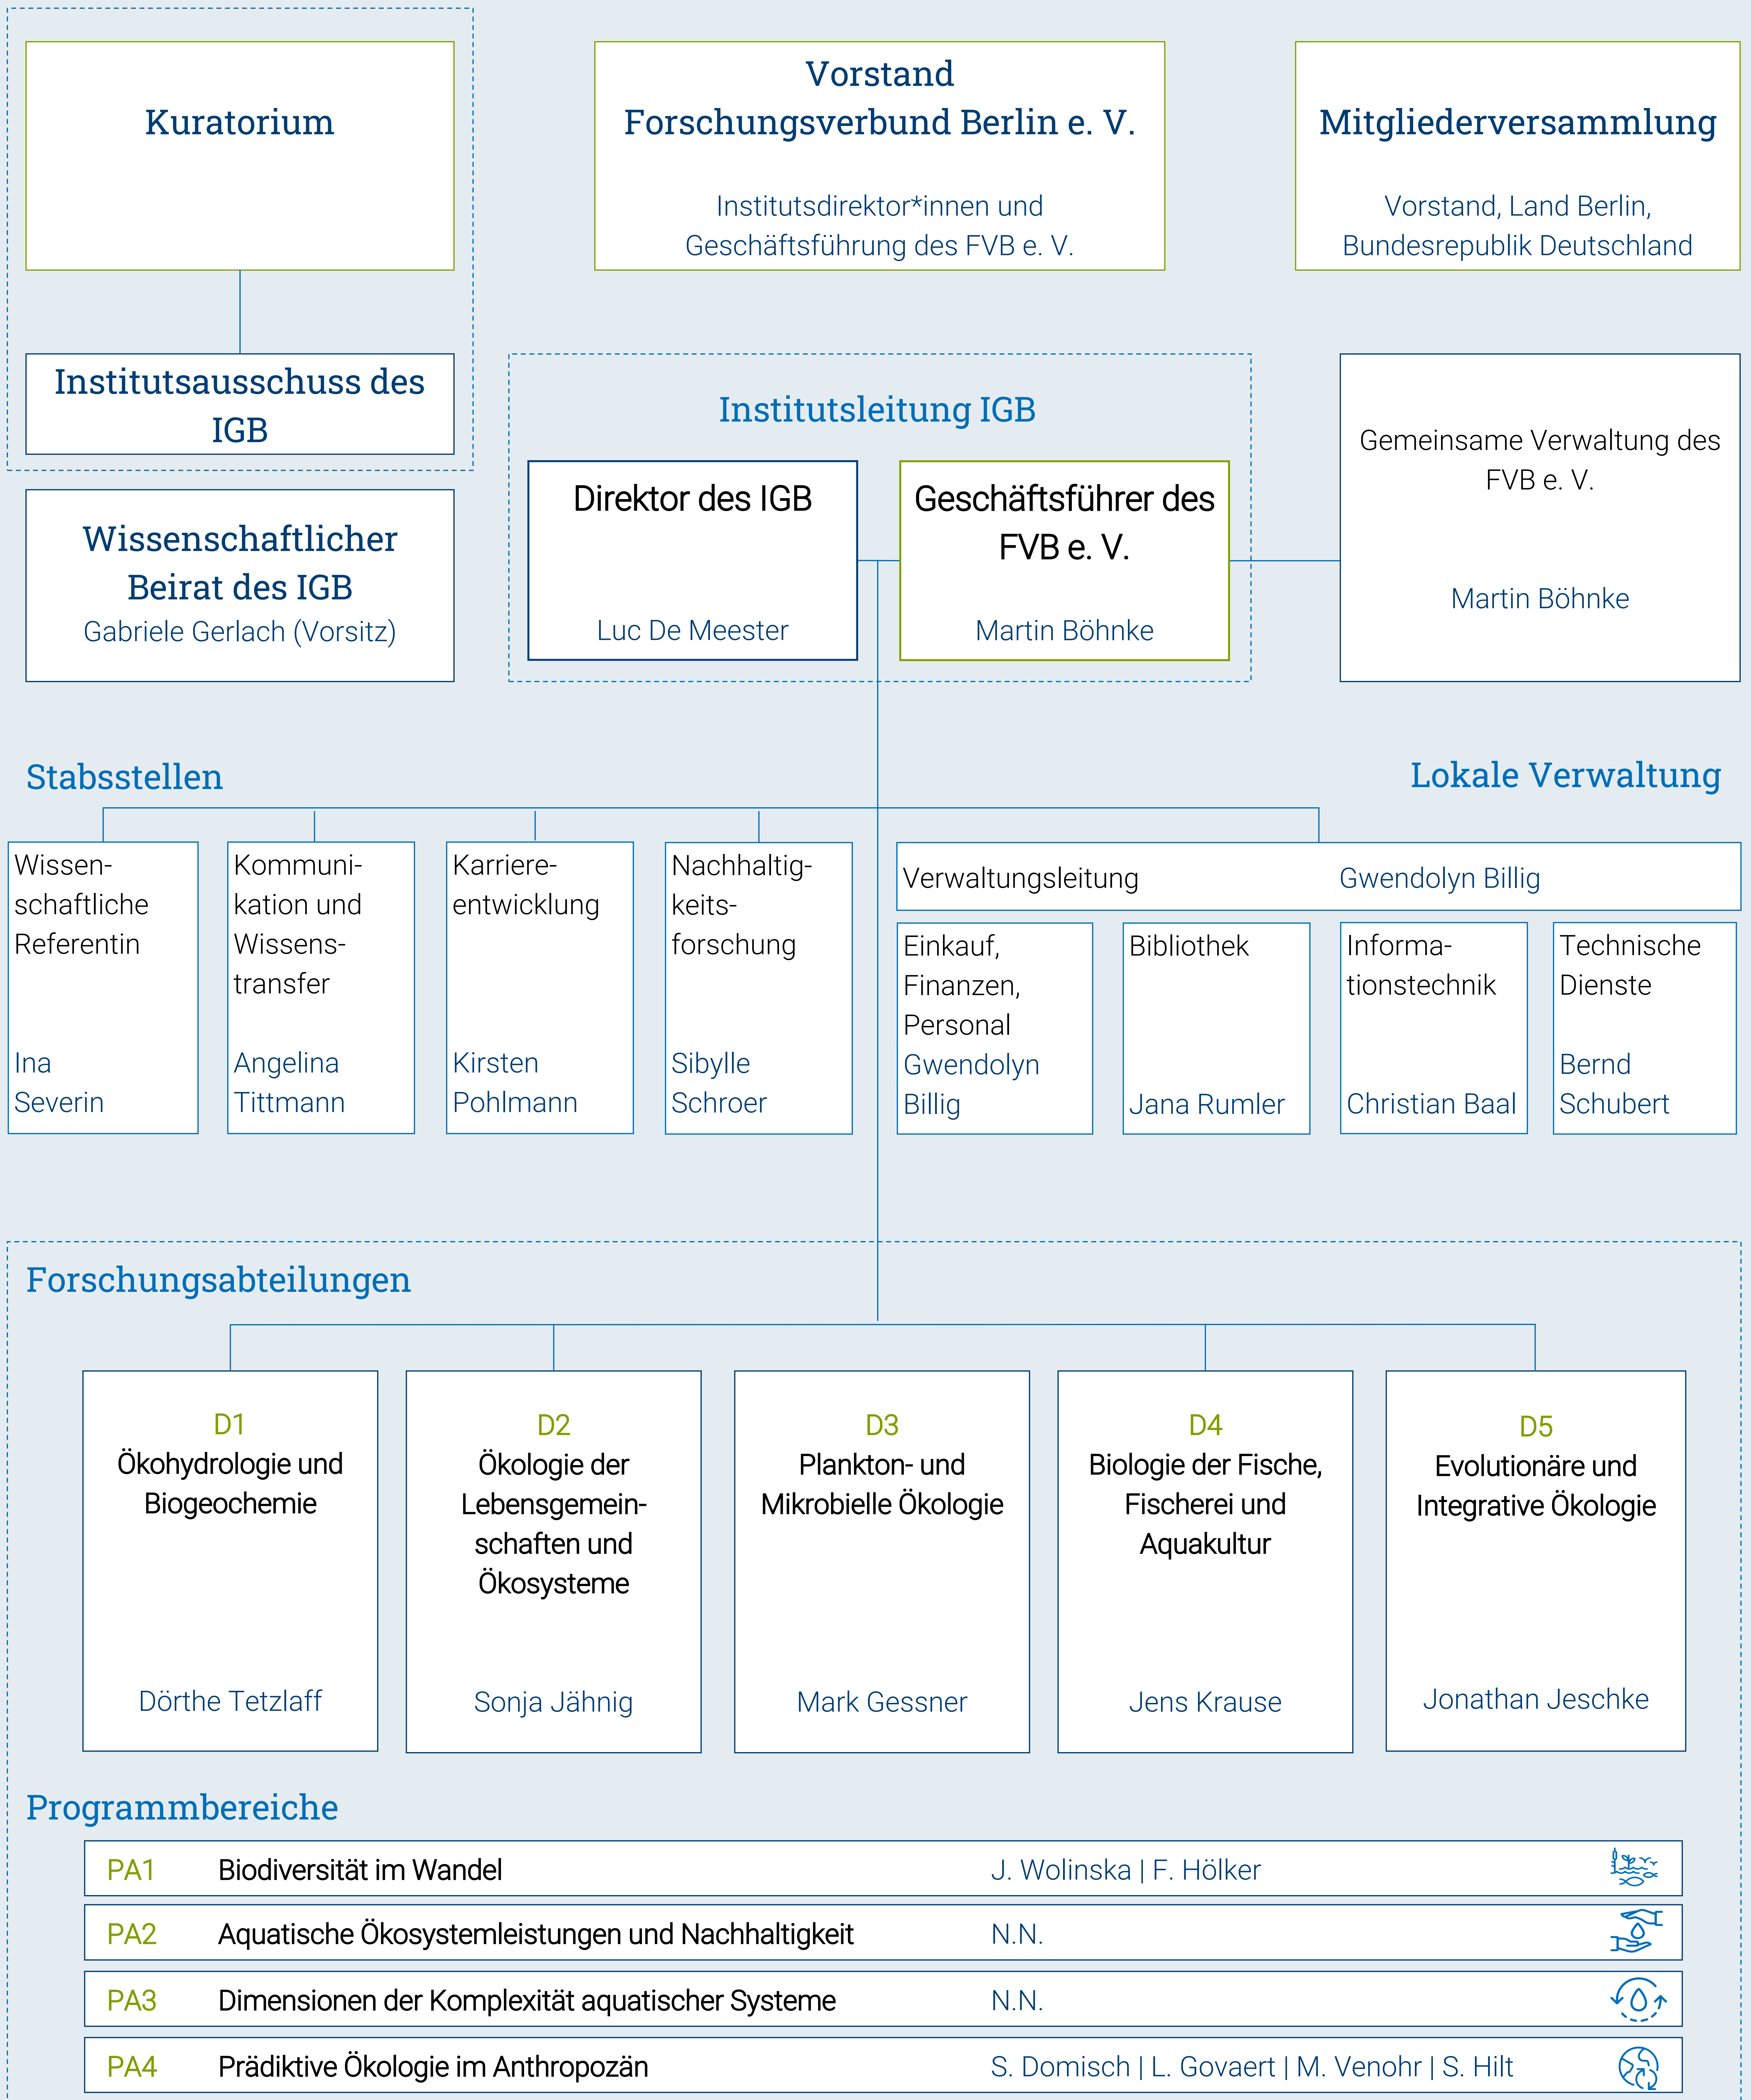 Kuratorium
Vorstand
Forschungsverbund Berlin e. V.
Institutsdirektor*innen und
Geschäftsführung des FVB e. V.
Mitgliederversammlung
Vorstand, Land Berlin,
Bundesrepublik Deutschland
Institutsausschuss des
IGB
Wissenschaftlicher
Beirat des IGB
Gabriele Gerlach (Vorsitz)
Institutsleitung IGB
Direktor des IGB
Luc De Meester
Geschäftsführer des
FVB e. V.
Martin Böhnke
Gemeinsame Verwaltung des
FVB e. V.
Martin Böhnke
Stabsstellen
Lokale Verwaltung
Wissen-
schaftliche
Referentin
Ina
Severin
Kommuni-
kation und
Wissens-
transfer
Angelina
Tittmann
Karriere-
entwicklung
Kirsten
Pohlmann
Nachhaltig-
keits-
forschung
Sibylle
Schroer
Verwaltungsleitung Gwendolyn Billig
Einkauf,
Finanzen,
Personal
Gwendolyn
Billig
Bibliothek
Jana Rumler
Informa-
tionstechnik
Christian Baal
Technische
Dienste
Bernd
Schubert
Forschungsabteilungen
D1
Ökohydrologie und
Biogeochemie
Dörthe Tetzlaff
D2
Ökologie der
Lebensgemein-
schaften und
Ökosysteme
Sonja Jähnig
D3
Plankton- und
Mikrobielle Ökologie
Mark Gessner
D4
Biologie der Fische,
Fischerei und
Aquakultur
Jens Krause
D5
Evolutionäre und
Integrative Ökologie
Jonathan Jeschke
Programmbereiche
PA1 Biodiversität im Wandel J. Wolinska | F. Hölker
PA2 Aquatische Ökosystemleistungen und Nachhaltigkeit N.N.
PA3 Dimensionen der Komplexität aquatischer Systeme N.N.
PA4 Prädiktive Ökologie im Anthropozän S. Domisch | L. Govaert | M. Venohr | S. Hilt